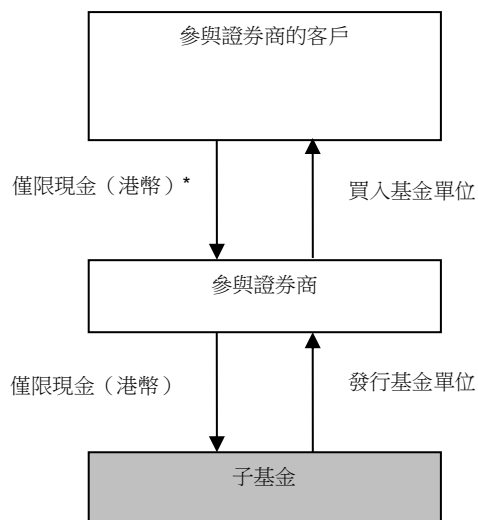 參與證券商的客戶
僅限現金（港幣）*
買入基金單位
參與證券商
僅限現金（港幣）
發行基金單位
子基金